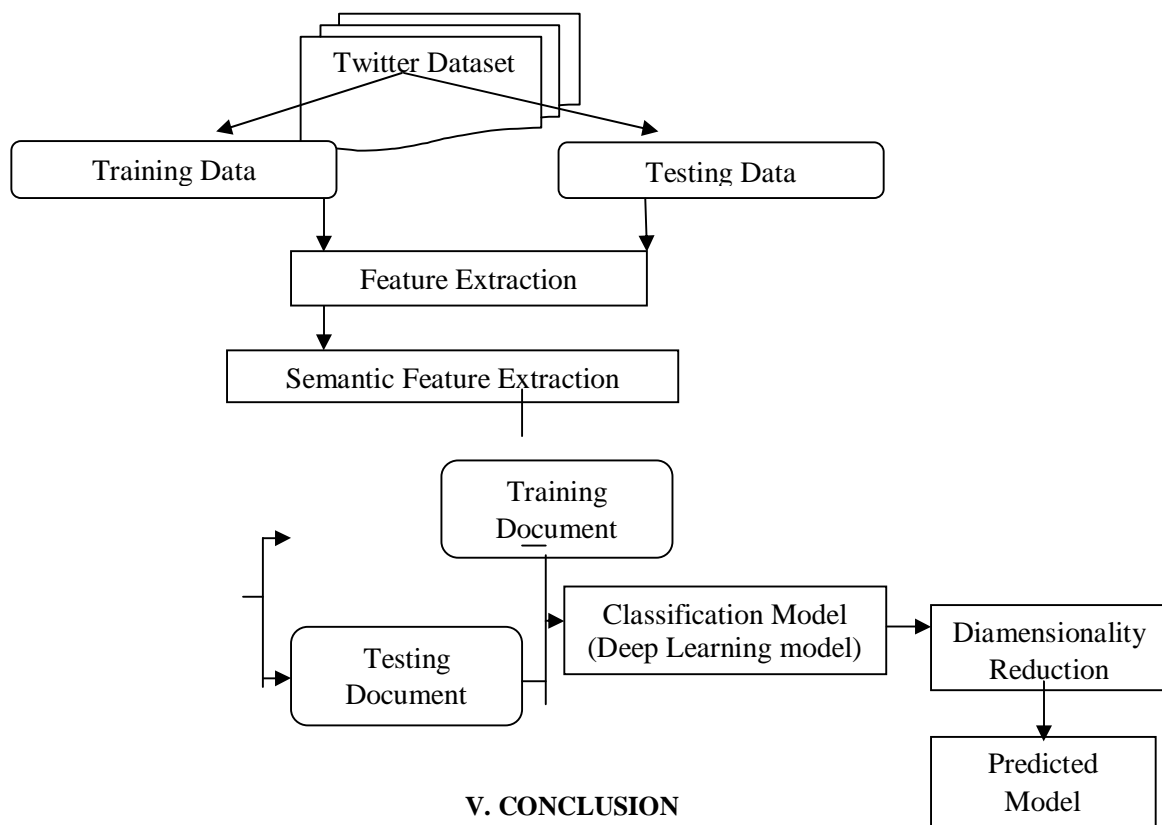 Twitter Dataset
Training Data
Testing Data
Feature Extraction
Semantic Feature Extraction
Training
Document
Testing
Document
Classification Model
(Deep Learning model)
Diamensionality
Reduction
Predicted
Model
V. CONCLUSION